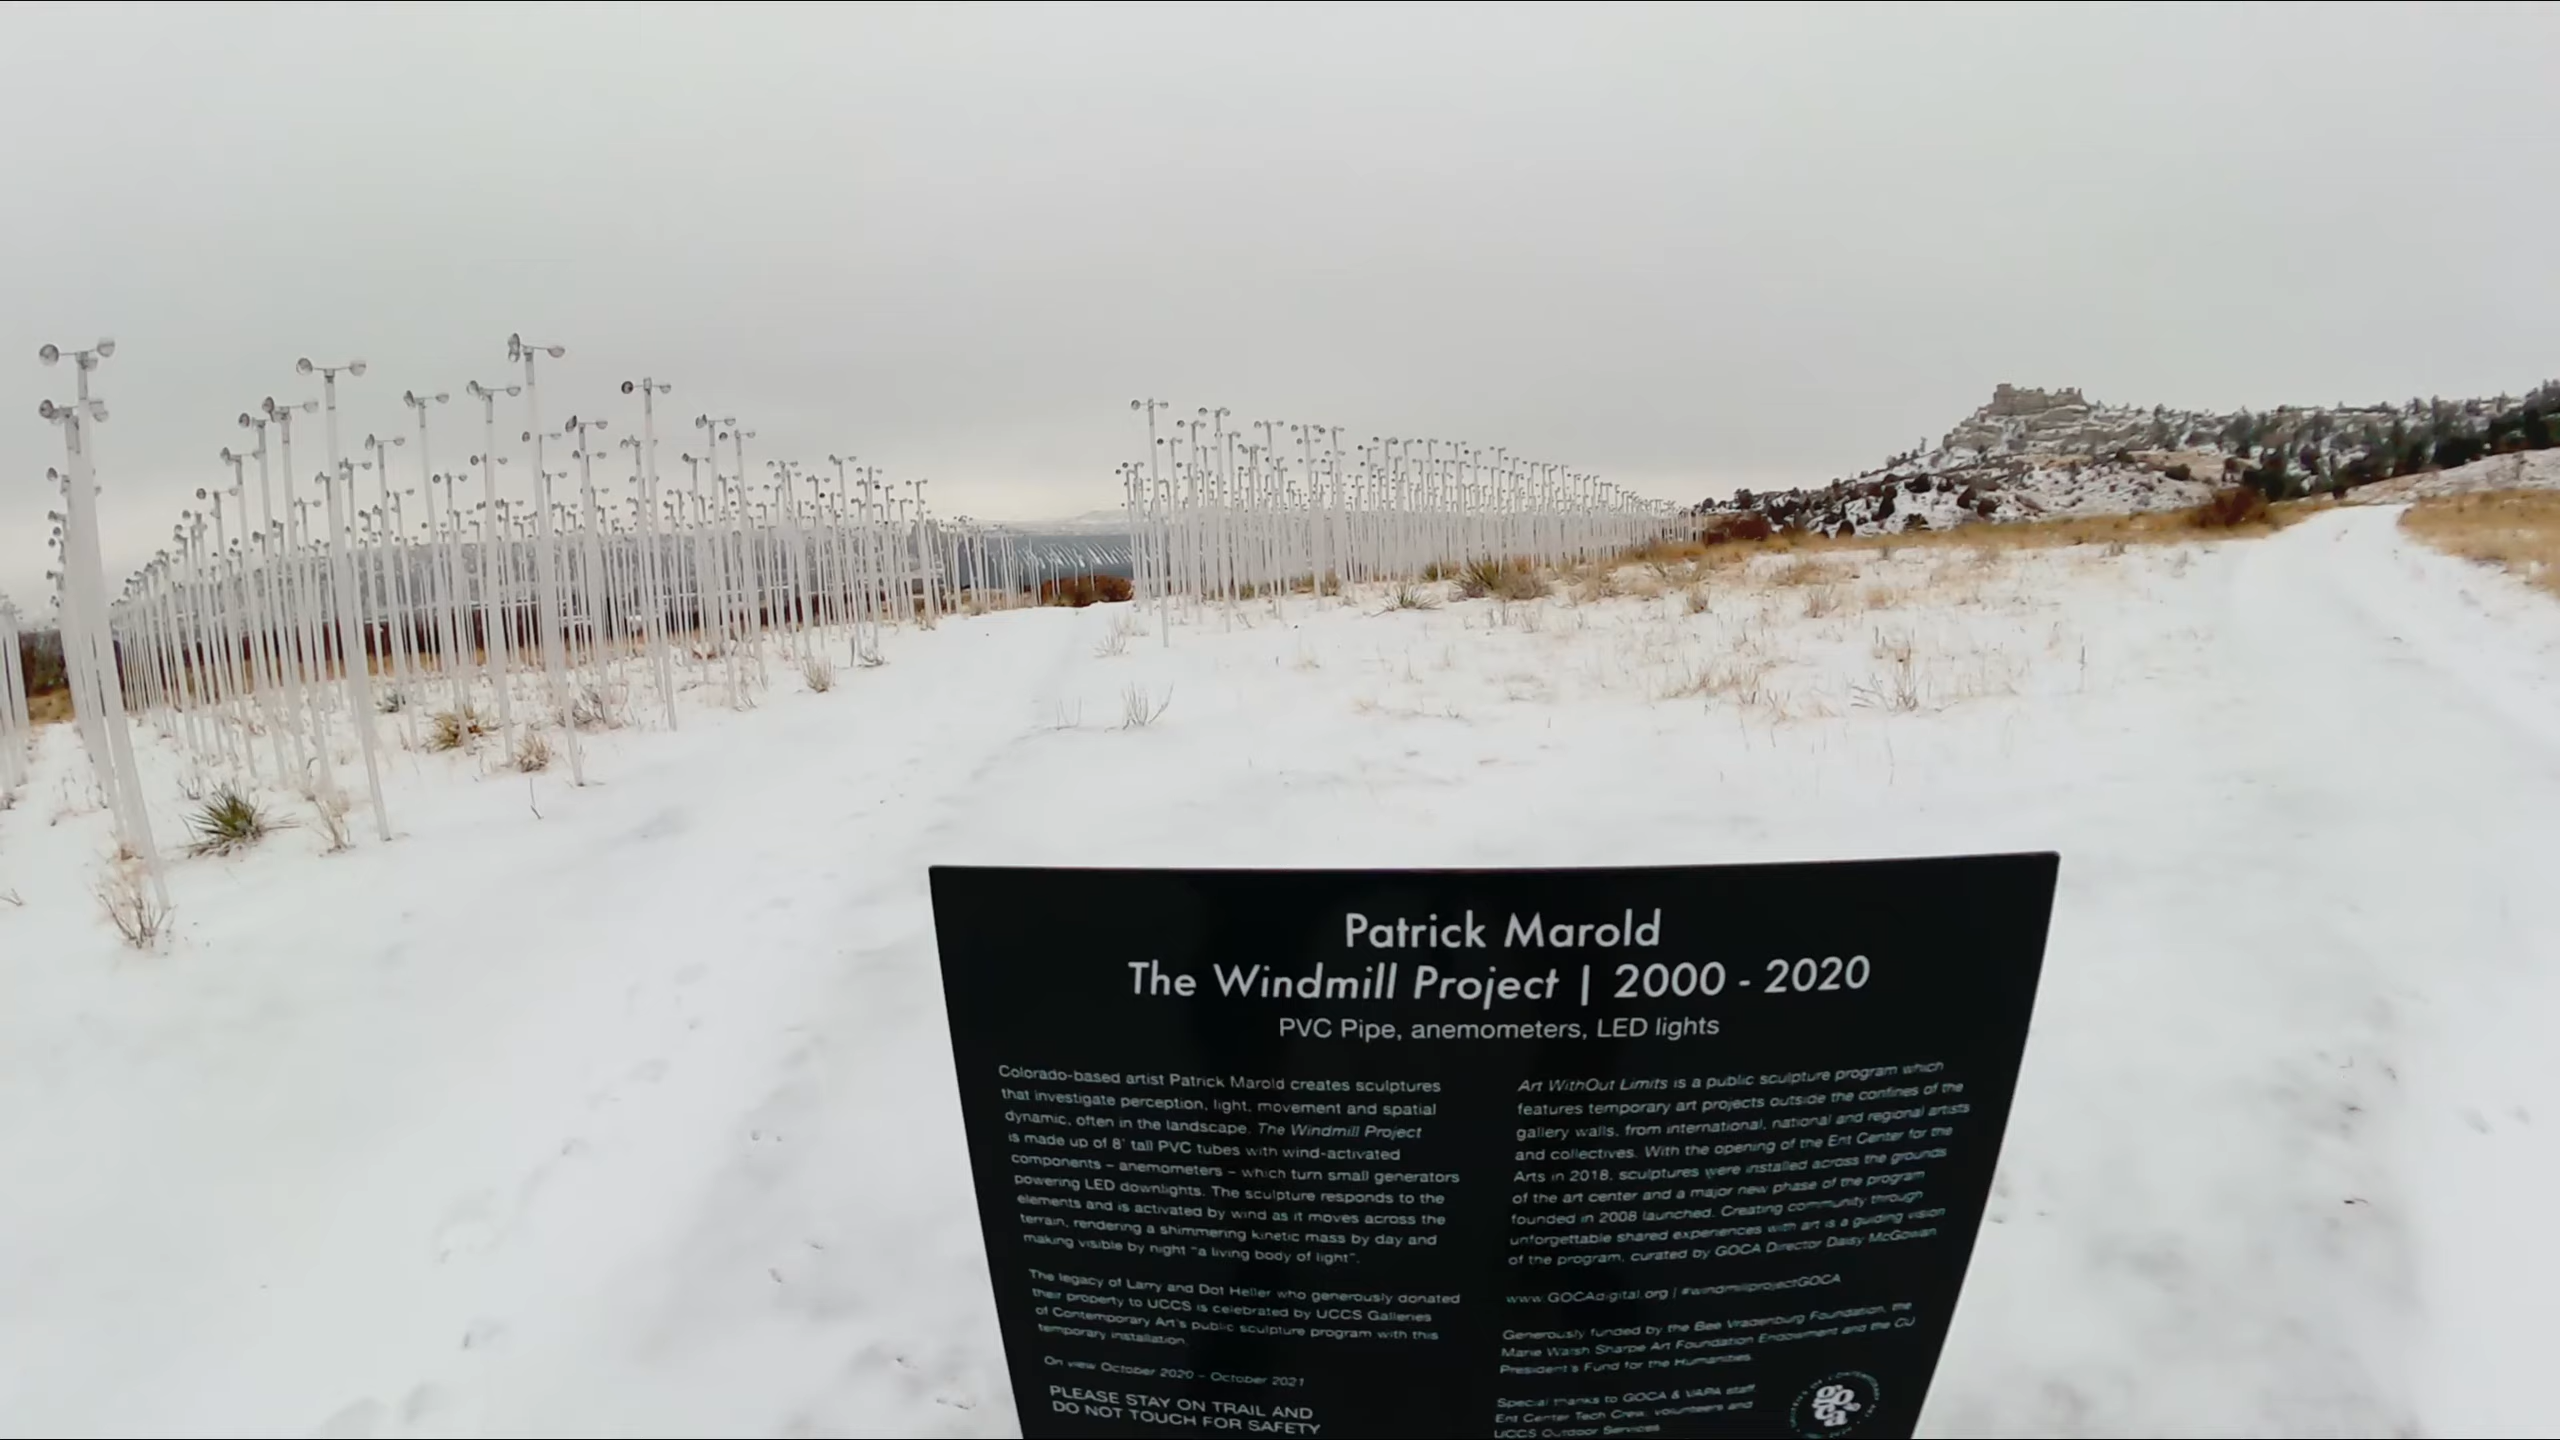 Patrick Marold
The Windmill Project | 2000 - 2020
PVC Pipe, anemometers, LED lights
Colorado-based artist Patrick Marold creates sculptures
that investigate perception, light, movement and spatial
dynamic, often in the landscape. The Windmill Project
is made up of 8' tall PVC tubes with wind-activated
components – anemometers – which turn small generators
powering LED downlights. The sculpture responds to the
elements and is activated by wind as it moves across the
terrain, rendering a shimmering kinetic mass by day and
making visible by night "a living body of light".
The legacy of Larry and Dot Heller who generously donated
their property to UCCS is celebrated by UCCS Galleries
of Contemporary Art's public sculpture program with this
temporary installation.
On view October 2020 – October 2021
PLEASE STAY ON TRAIL AND
DO NOT TOUCH FOR SAFETY
Art WithOut Limits is a public sculpture program which
features temporary art projects outside the confines of the
gallery walls, from international, national and regional artists
and collectives. With the opening of the Ent Center for the
Arts in 2018, sculptures were installed across the grounds
of the art center and a major new phase of the program
founded in 2008 launched. Creating community through
unforgettable shared experiences with art is a guiding vision
of the program, curated by GOCA Director Daisy McGowan
www.GOCAdigital.org | #windmillprojectGOCA
Generously funded by the Bee Vradenburg Foundation, the
Marie Walsh Sharpe Art Foundation Endowment and the CU
President's Fund for the Humanities
Special thanks to GOCA & VAPA staff
Ent Center Tech Crew, volunteers and
UCCS Outdoor Services
goca